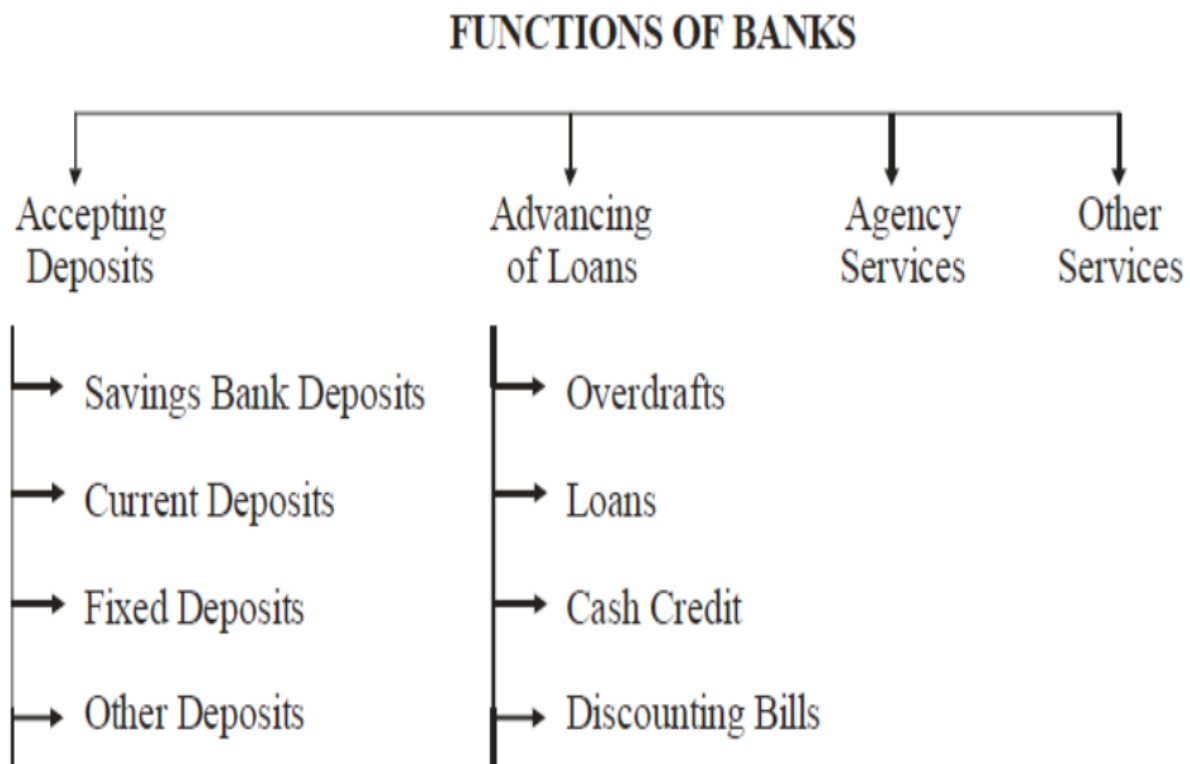 FUNCTIONS OF BANKS
Accepting
Deposits
Advancing
of Loans
Agency
Services
Other
Services
Savings Bank Deposits
Current Deposits
Fixed Deposits
Other Deposits
Overdrafts
Loans
Cash Credit
Discounting Bills